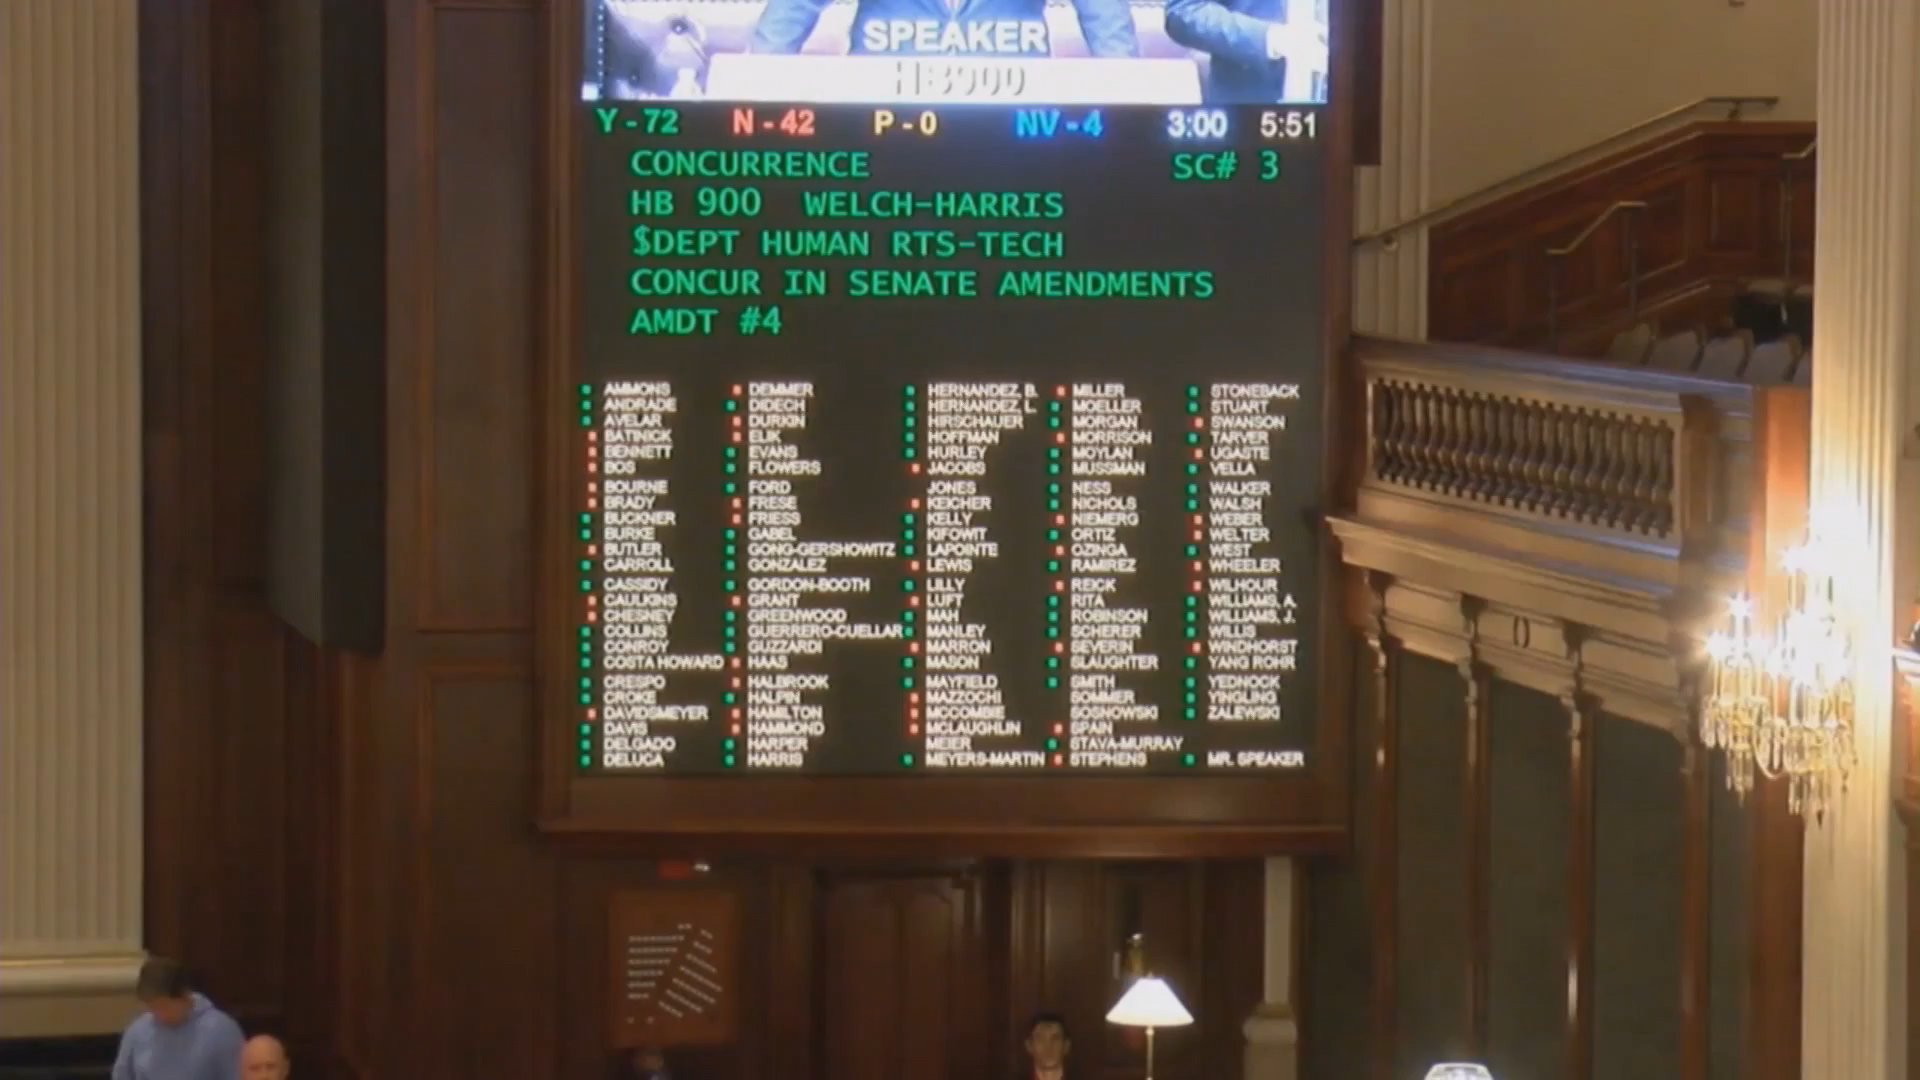 SPEAKER
HB900
Y - 72 N - 42 P - 0 NV - 4 3:00 5:51
CONCURRENCE SC# 3
HB 900 WELCH-HARRIS
$DEPT HUMAN RTS-TECH
CONCUR IN SENATE AMENDMENTS
AMDT #4
AMMONS DEMMER HERNANDEZ, B. MILLER STONEBACK
ANDRADE DIDECH HERNANDEZ, L. MOELLER STUART
AVELAR DURKIN HIRSCHAUER MORGAN SWANSON
BATINICK ELIK HOFFMAN MORRISON TARVER
BENNETT EVANS HURLEY MOYLAN UGASTE
BOS FLOWERS JACOBS MUSSMAN VELLA
BOURNE FORD JONES NESS WALKER
BRADY FRESE KEICHER NICHOLS WALSH
BUCKNER FRIESS KELLY NIEMERG WEBER
BURKE GABEL KIFOWIT ORTIZ WELTER
BUTLER GONG-GERSHOWITZ LAPOINTE OZINGA WEST
CARROLL GONZALEZ LEWIS RAMIREZ WHEELER
CASSIDY GORDON-BOOTH LILLY REICK WILHOUR
CAULKINS GRANT LUFT RITA WILLIAMS, A.
CHESNEY GREENWOOD MAH ROBINSON WILLIAMS, J.
COLLINS GUERRERO-CUELLAR MANLEY SCHERER WILLIS
CONROY GUZZARDI MARRON SEVERIN WINDHORST
COSTA HOWARD HAAS MASON SLAUGHTER YANG ROHR
CRESPO HALBROOK MAYFIELD SMITH YEDNOCK
CROKE HALPIN MAZZOCHI SOMMER YINGLING
DAVIDSMEYER HAMILTON MCCOMBIE SOSNOWSKI ZALEWSKI
DAVIS HAMMOND MCLAUGHLIN SPAIN
DELGADO HARPER MEIER STAVA-MURRAY
DELUCA HARRIS MEYERS-MARTIN STEPHENS MR. SPEAKER